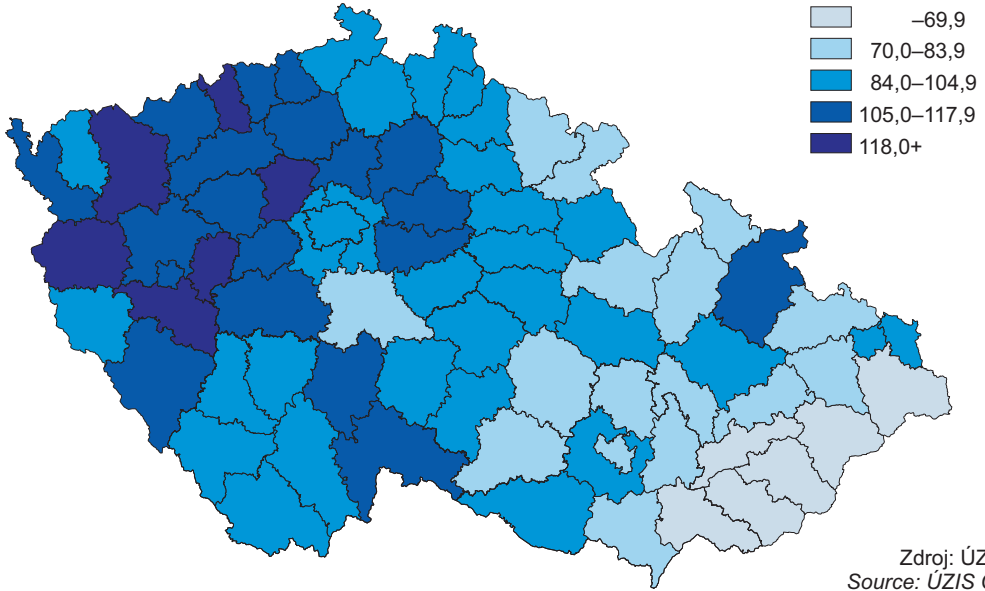 –69,9
70,0–83,9
84,0–104,9
105,0–117,9
118,0+
Zdroj: ÚZ
Source: ÚZIS